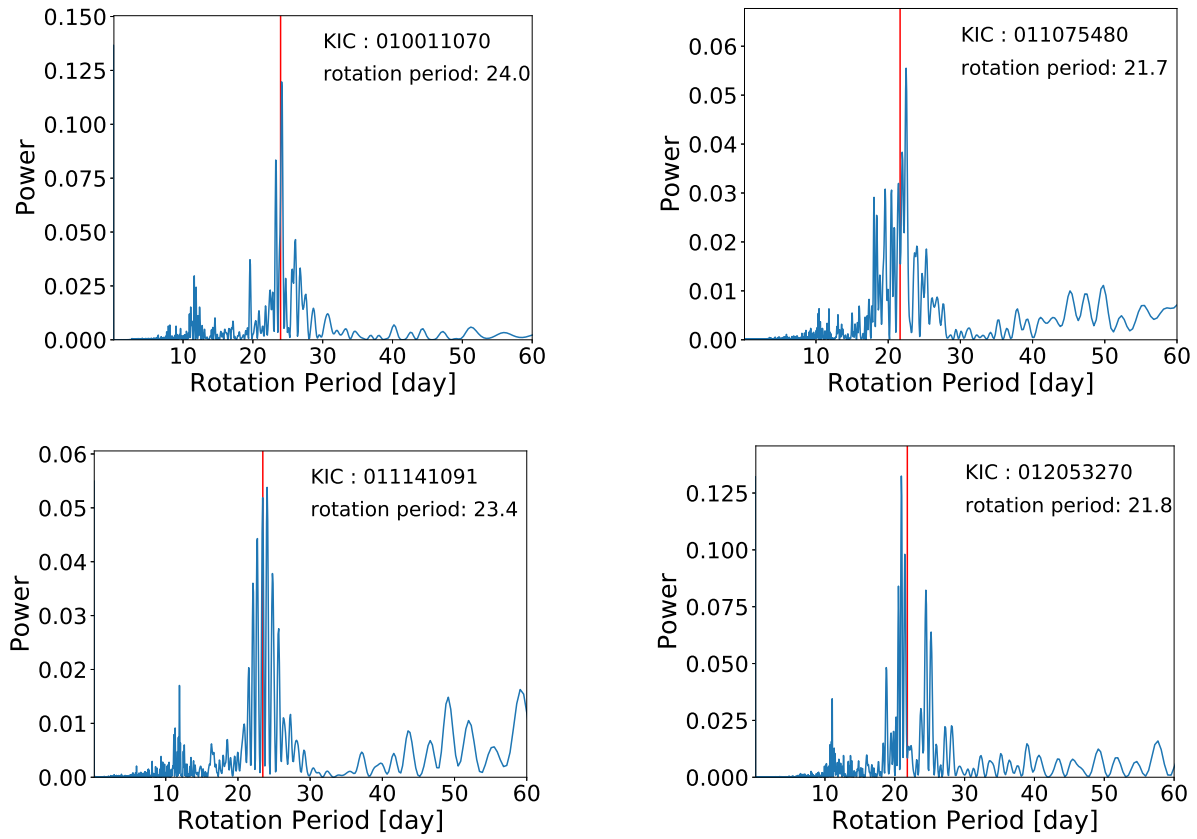 0.150
0.125
0.100
0.075
0.050
0.025
0.000
Power
KIC : 010011070
rotation period: 24.0
10 20 30 40 50 60
Rotation Period [day]
0.06
0.05
0.04
0.03
0.02
0.01
0.00
Power
KIC : 011075480
rotation period: 21.7
10 20 30 40 50 60
Rotation Period [day]
0.06
0.05
0.04
0.03
0.02
0.01
0.00
Power
KIC : 011141091
rotation period: 23.4
10 20 30 40 50 60
Rotation Period [day]
0.125
0.100
0.075
0.050
0.025
0.000
Power
KIC : 012053270
rotation period: 21.8
10 20 30 40 50 60
Rotation Period [day]